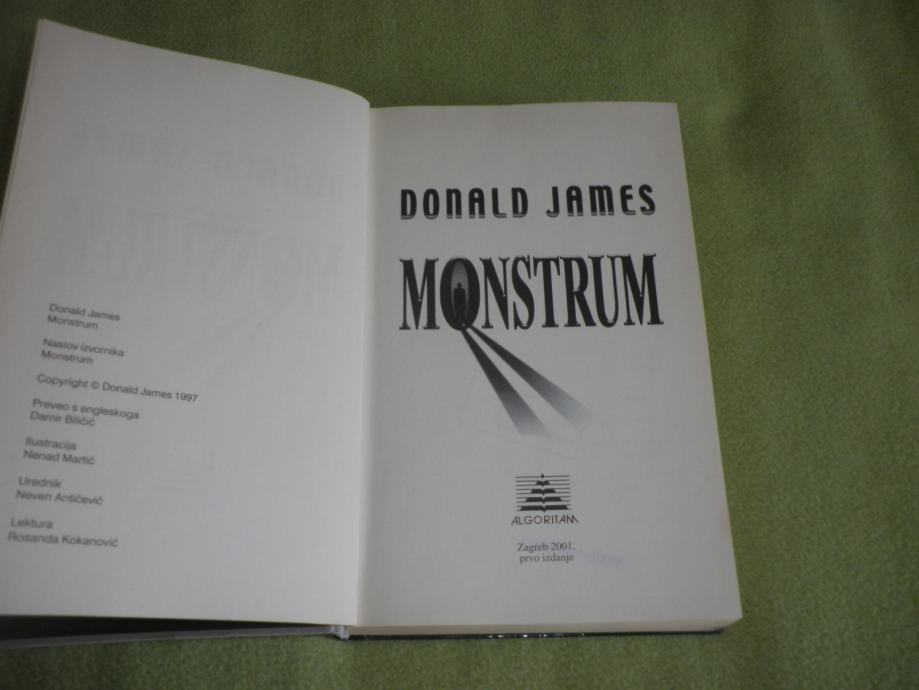 Donald James
Monstrum
Naslov izvornika
Monstrum
Copyright © Donald James 1997
Preveo s engleskoga
Damir Biličić
Ilustracija
Nenad Martić
Urednik
Neven Antičević
Lektura
Rosanda Kokanović
DONALD JAMES
MONSTRUM
ALGORITAM
Zagreb 2001.
prvo izdanje